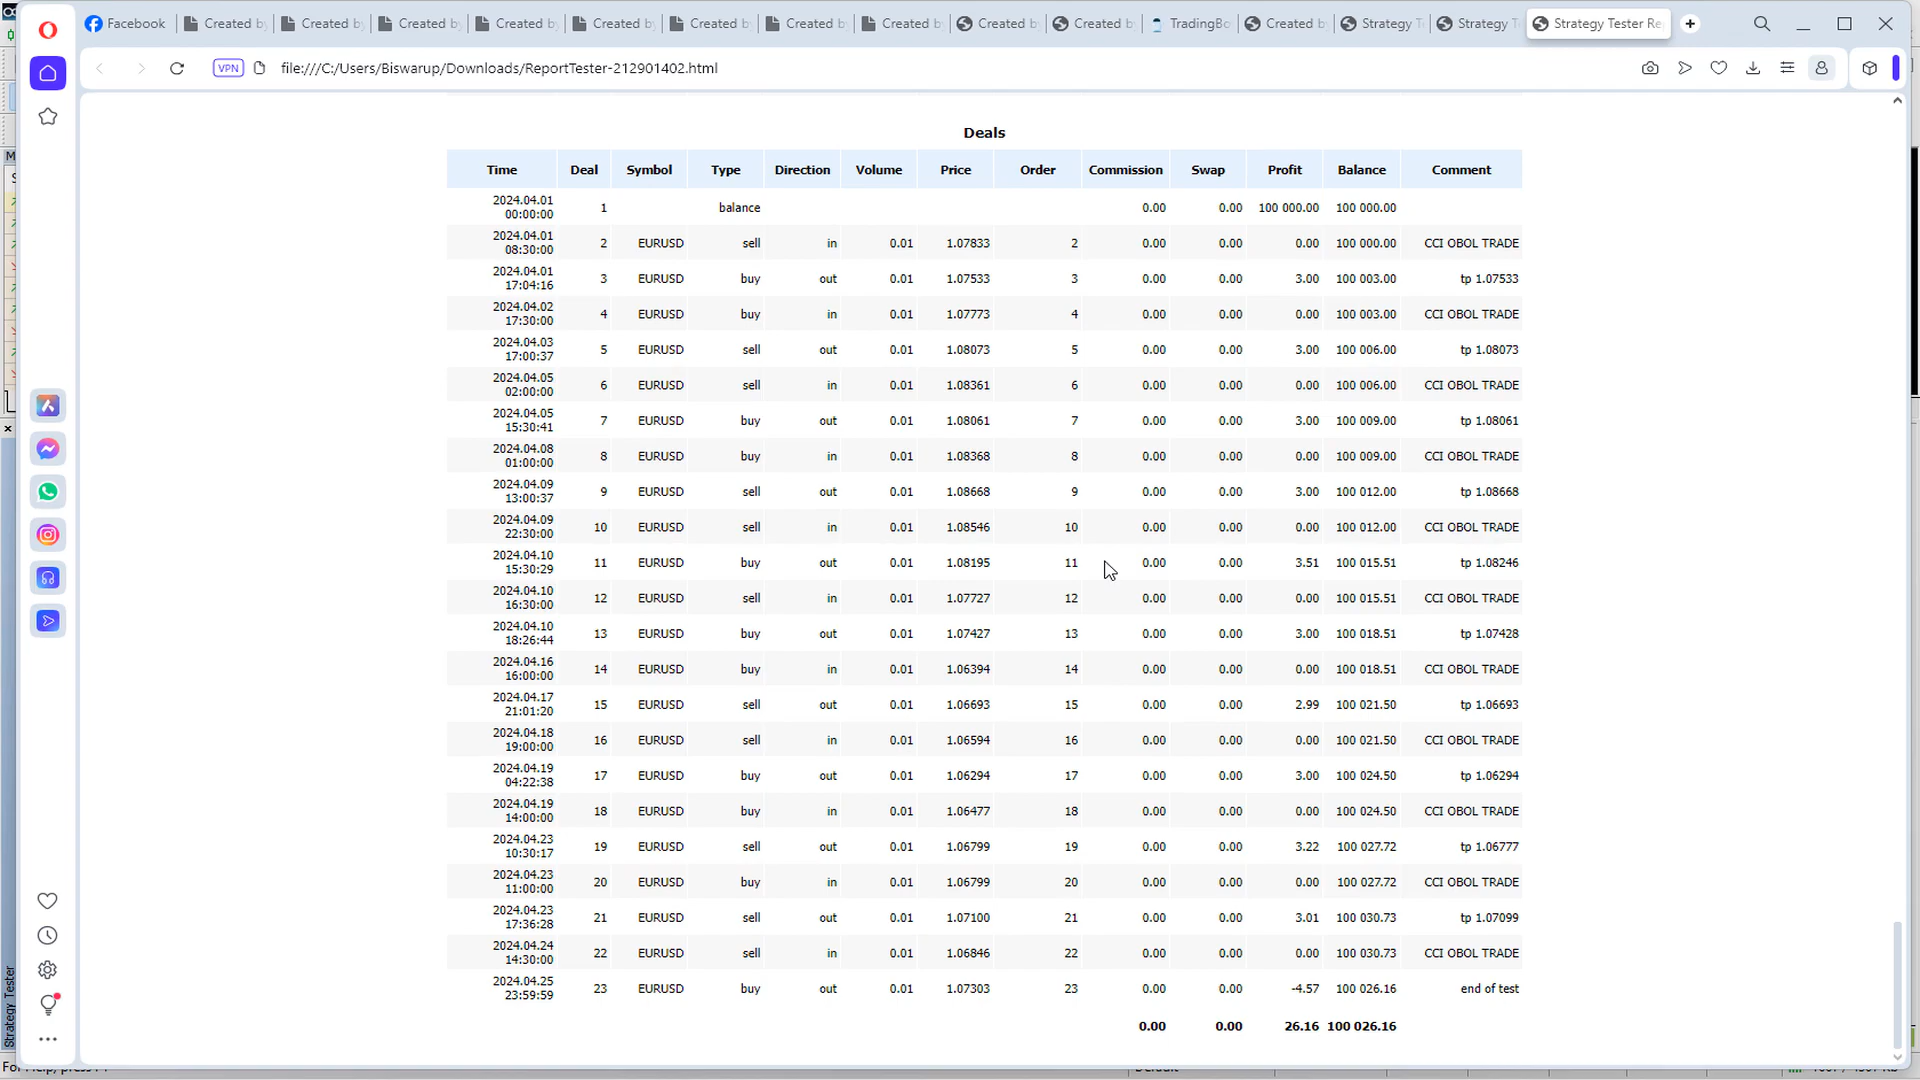 Facebook Created by Created by Created by Created by Created by Created by Created by Created by Created by Created by TradingBo Created by Strategy T Strategy T Strategy Tester Re
VPN file:///C:/Users/Biswarup/Downloads/ReportTester-212901402.html
Deals
Time Deal Symbol Type Direction Volume Price Order Commission Swap Profit Balance Comment
2024.04.01 00:00:00 1 balance 0.00 0.00 100 000.00 100 000.00
2024.04.01 08:30:00 2 EURUSD sell in 0.01 1.07833 2 0.00 0.00 0.00 100 000.00 CCI OBOL TRADE
2024.04.01 17:04:16 3 EURUSD buy out 0.01 1.07533 3 0.00 0.00 3.00 100 003.00 tp 1.07533
2024.04.02 17:30:00 4 EURUSD buy in 0.01 1.07773 4 0.00 0.00 0.00 100 003.00 CCI OBOL TRADE
2024.04.03 17:00:37 5 EURUSD sell out 0.01 1.08073 5 0.00 0.00 3.00 100 006.00 tp 1.08073
2024.04.05 02:00:00 6 EURUSD sell in 0.01 1.08361 6 0.00 0.00 0.00 100 006.00 CCI OBOL TRADE
2024.04.05 15:30:41 7 EURUSD buy out 0.01 1.08061 7 0.00 0.00 3.00 100 009.00 tp 1.08061
2024.04.08 01:00:00 8 EURUSD buy in 0.01 1.08368 8 0.00 0.00 0.00 100 009.00 CCI OBOL TRADE
2024.04.09 13:00:37 9 EURUSD sell out 0.01 1.08668 9 0.00 0.00 3.00 100 012.00 tp 1.08668
2024.04.09 22:30:00 10 EURUSD sell in 0.01 1.08546 10 0.00 0.00 0.00 100 012.00 CCI OBOL TRADE
2024.04.10 15:30:29 11 EURUSD buy out 0.01 1.08195 11 0.00 0.00 3.51 100 015.51 tp 1.08246
2024.04.10 16:30:00 12 EURUSD sell in 0.01 1.07727 12 0.00 0.00 0.00 100 015.51 CCI OBOL TRADE
2024.04.10 18:26:44 13 EURUSD buy out 0.01 1.07427 13 0.00 0.00 3.00 100 018.51 tp 1.07428
2024.04.16 16:00:00 14 EURUSD buy in 0.01 1.06394 14 0.00 0.00 0.00 100 018.51 CCI OBOL TRADE
2024.04.17 21:01:20 15 EURUSD sell out 0.01 1.06693 15 0.00 0.00 2.99 100 021.50 tp 1.06693
2024.04.18 19:00:00 16 EURUSD sell in 0.01 1.06594 16 0.00 0.00 0.00 100 021.50 CCI OBOL TRADE
2024.04.19 04:22:38 17 EURUSD buy out 0.01 1.06294 17 0.00 0.00 3.00 100 024.50 tp 1.06294
2024.04.19 14:00:00 18 EURUSD buy in 0.01 1.06477 18 0.00 0.00 0.00 100 024.50 CCI OBOL TRADE
2024.04.23 10:30:17 19 EURUSD sell out 0.01 1.06799 19 0.00 0.00 3.22 100 027.72 tp 1.06777
2024.04.23 11:00:00 20 EURUSD buy in 0.01 1.06799 20 0.00 0.00 0.00 100 027.72 CCI OBOL TRADE
2024.04.23 17:36:28 21 EURUSD sell out 0.01 1.07100 21 0.00 0.00 3.01 100 030.73 tp 1.07099
2024.04.24 14:30:00 22 EURUSD sell in 0.01 1.06846 22 0.00 0.00 0.00 100 030.73 CCI OBOL TRADE
2024.04.25 23:59:59 23 EURUSD buy out 0.01 1.07303 23 0.00 0.00 -4.57 100 026.16 end of test
0.00 0.00 26.16 100 026.16
Strategy Tester